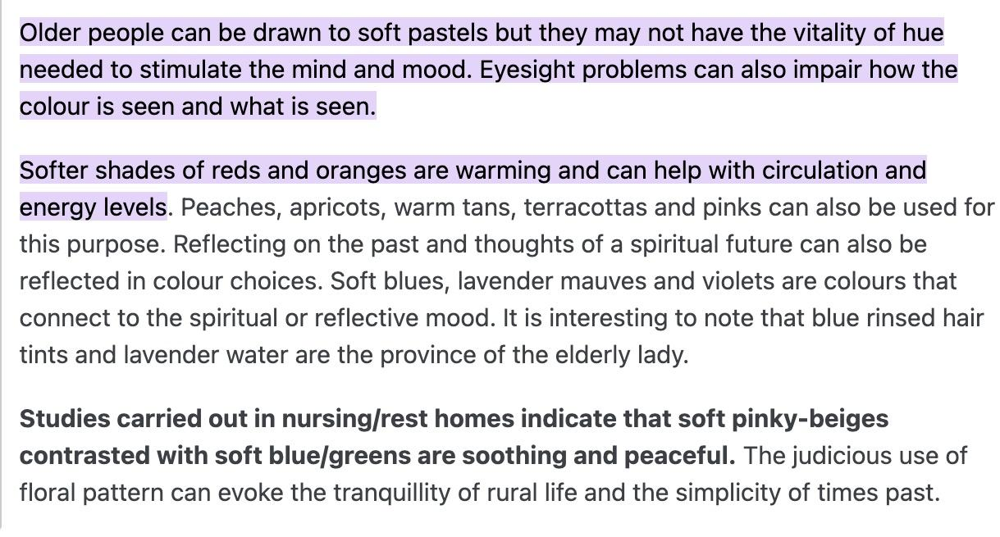 Older people can be drawn to soft pastels but they may not have the vitality of hue
needed to stimulate the mind and mood. Eyesight problems can also impair how the
colour is seen and what is seen.
Softer shades of reds and oranges are warming and can help with circulation and
energy levels. Peaches, apricots, warm tans, terracottas and pinks can also be used for
this purpose. Reflecting on the past and thoughts of a spiritual future can also be
reflected in colour choices. Soft blues, lavender mauves and violets are colours that
connect to the spiritual or reflective mood. It is interesting to note that blue rinsed hair
tints and lavender water are the province of the elderly lady.
Studies carried out in nursing/rest homes indicate that soft pinky-beiges
contrasted with soft blue/greens are soothing and peaceful. The judicious use of
floral pattern can evoke the tranquillity of rural life and the simplicity of times past.